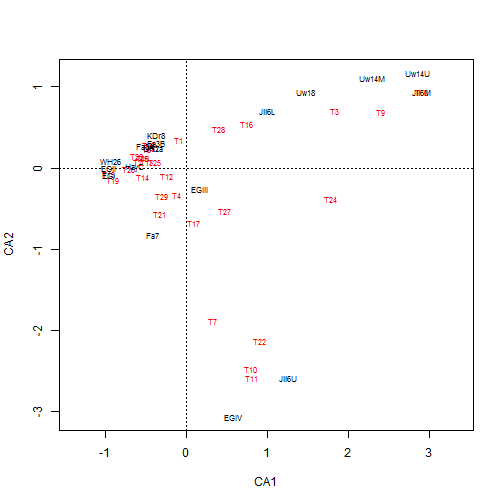 Uw14U
Uw14M
1
Uw18
JII6M
JII6L
T3
T9
T16
T28
KDr8
T1
WH26
T25
0
T12
T14
T19
EGIII
T29
T4
T24
T21
T27
T17
Fa7
-1
CA2
T7
T22
-2
T10
T11
JII6U
-3
EGIV
-1
0
1
2
3
CA1